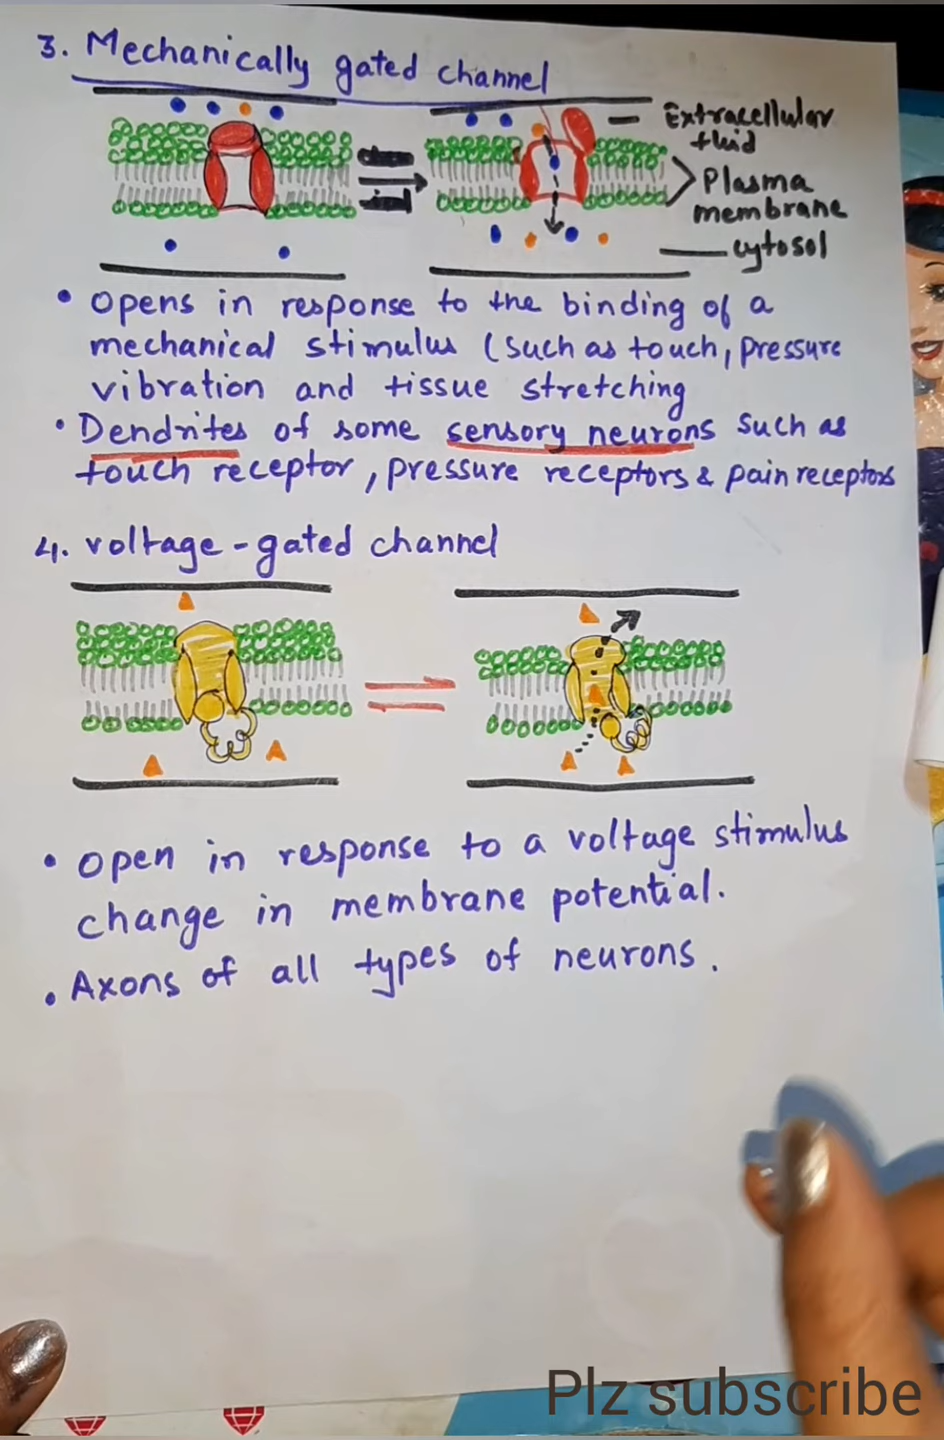 3. Mechanically gated channel
Extracellular
fluid
Plasma
membrane
cytosol
• Opens in response to the binding of a
mechanical stimulus (such as touch, pressure
vibration and tissue stretching
• Dendrites of some sensory neurons such as
touch receptor, pressure receptors & pain receptors
4. voltage-gated channel
• open in response to a voltage stimulus
change in membrane potential.
• Axons of all types of neurons.
Plz subscribe